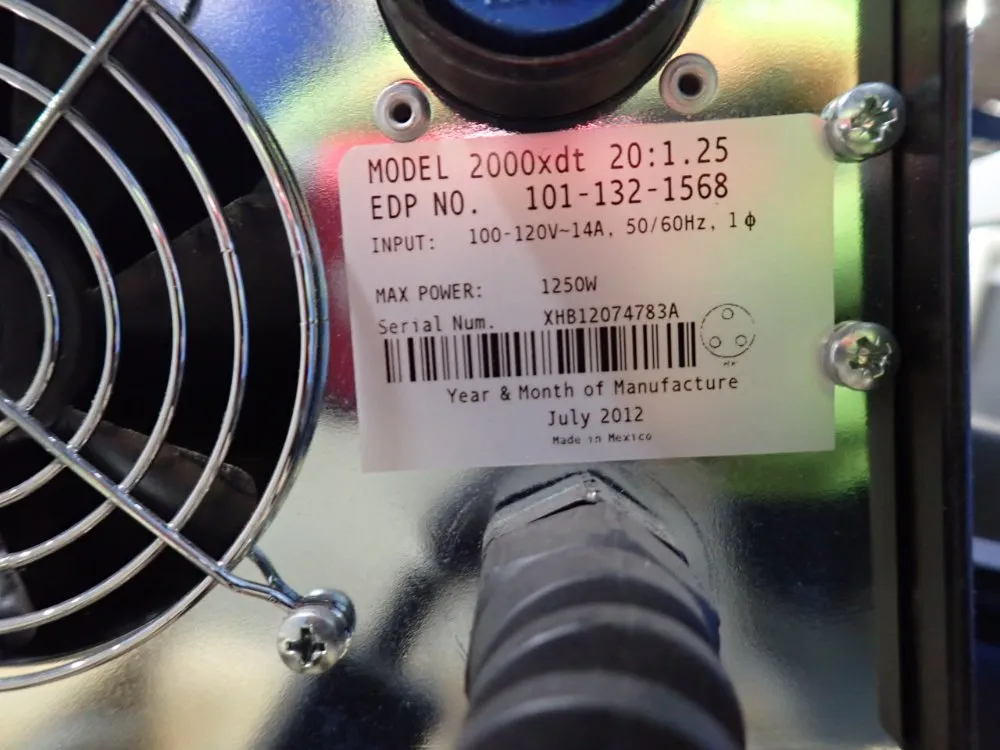 MODEL 2000xdt 20:1.25
EDP NO. 101-132-1568
INPUT: 100-120V~14A, 50/60Hz, 1ϕ
MAX POWER: 1250W
Serial Num. XHB12074783A
Year & Month of Manufacture
July 2012
Made in Mexico